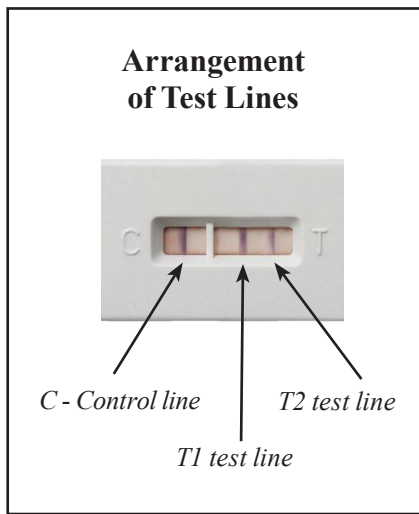 Arrangement
of Test Lines
C T
C - Control line
T2 test line
T1 test line